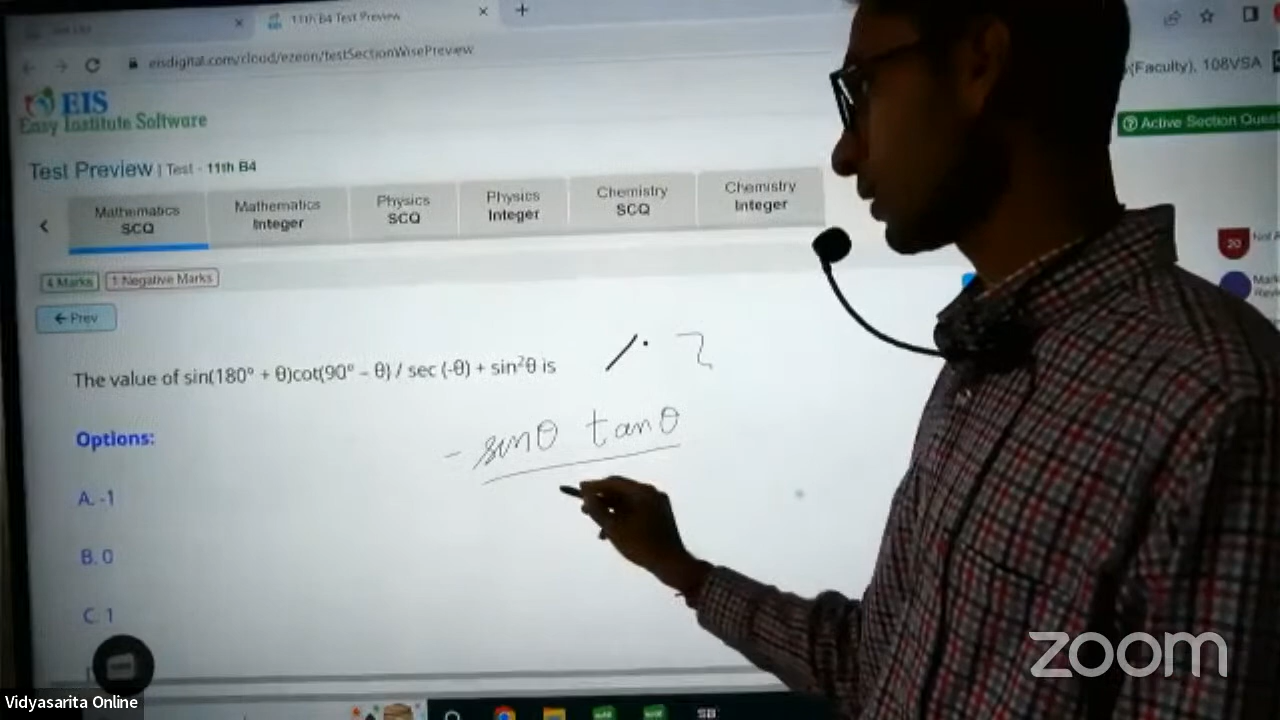 11th B4 Test Preview
eisdigital.com/cloud/ezeon/testSectionWisePreview
(Faculty), 108VSA
EIS
Easy Institute Software
Active Section Ques
Test Preview | Test - 11th B4
Mathematics SCQ
Mathematics Integer
Physics SCQ
Physics Integer
Chemistry SCQ
Chemistry Integer
20
4 Marks 1 Negative Marks
← Prev
The value of sin(180° + θ)cot(90° – θ) / sec (-θ) + sin²θ is
- sinθ tanθ
Options:
A. -1
B. 0
C. 1
zoom
Vidyasarita Online